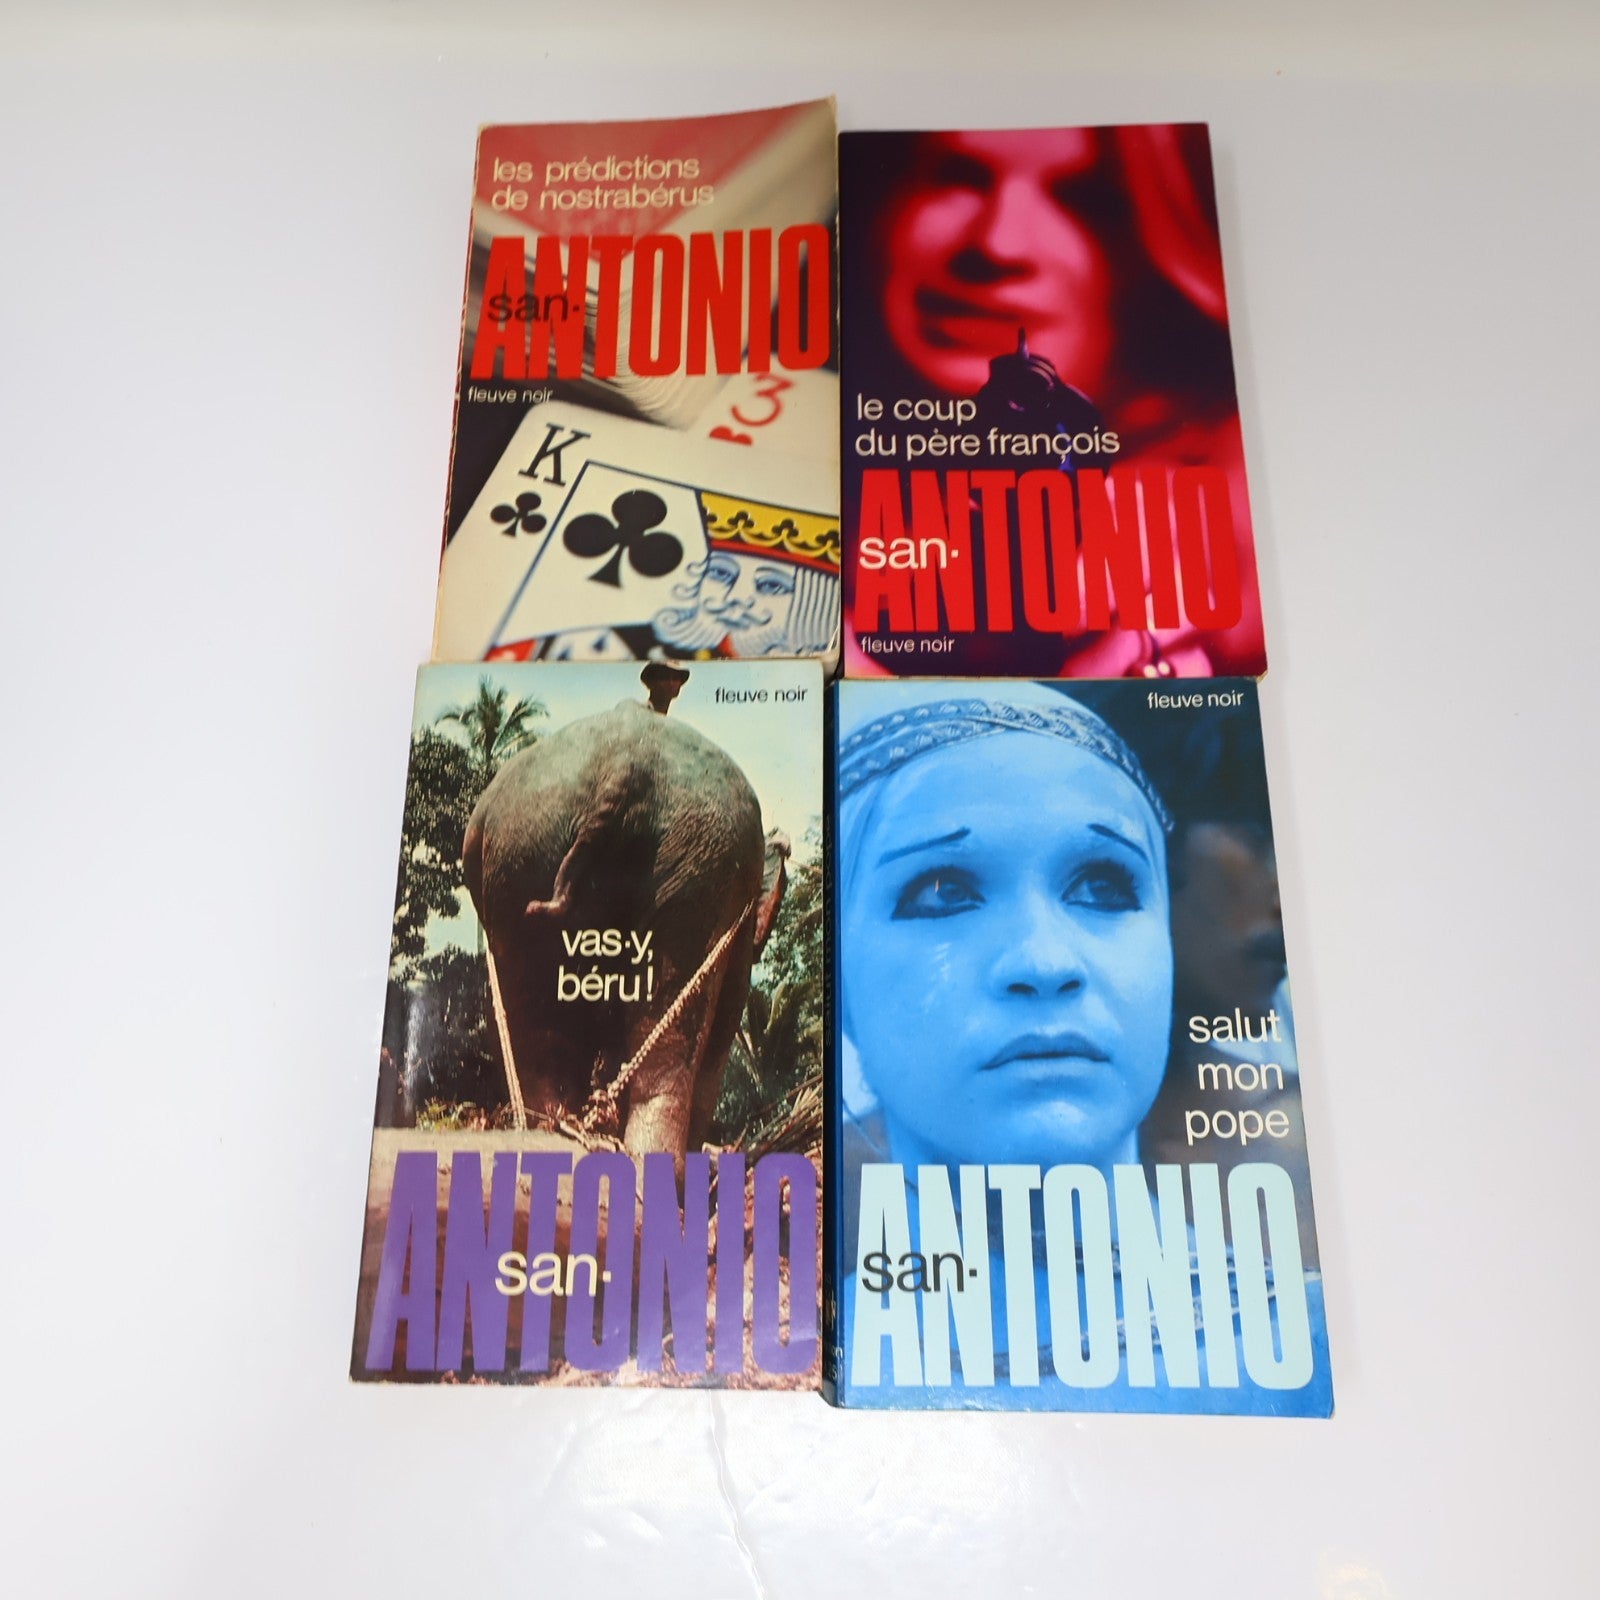 les prédictions
de nostrabérus
san·
ANTONIO
fleuve noir
3
K
le coup
du père françois
san·
ANTONIO
fleuve noir
fleuve noir
vas·y,
béru!
san·
ANTONIO
fleuve noir
salut
mon
pope
san·
ANTONIO